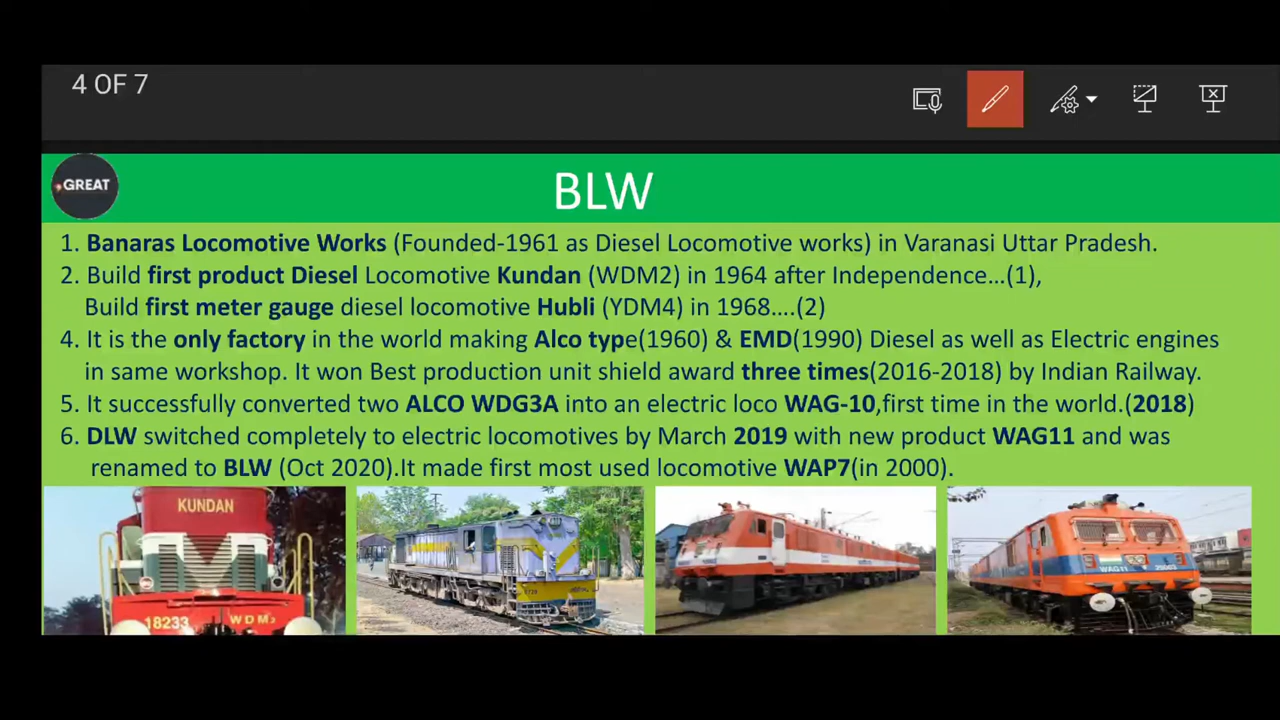 4 OF 7
GREAT
BLW
1. Banaras Locomotive Works (Founded-1961 as Diesel Locomotive works) in Varanasi Uttar Pradesh.
2. Build first product Diesel Locomotive Kundan (WDM2) in 1964 after Independence...(1),
Build first meter gauge diesel locomotive Hubli (YDM4) in 1968....(2)
4. It is the only factory in the world making Alco type(1960) & EMD(1990) Diesel as well as Electric engines
in same workshop. It won Best production unit shield award three times(2016-2018) by Indian Railway.
5. It successfully converted two ALCO WDG3A into an electric loco WAG-10,first time in the world.(2018)
6. DLW switched completely to electric locomotives by March 2019 with new product WAG11 and was
renamed to BLW (Oct 2020).It made first most used locomotive WAP7(in 2000).
KUNDAN
18233 WDM2
WAG11